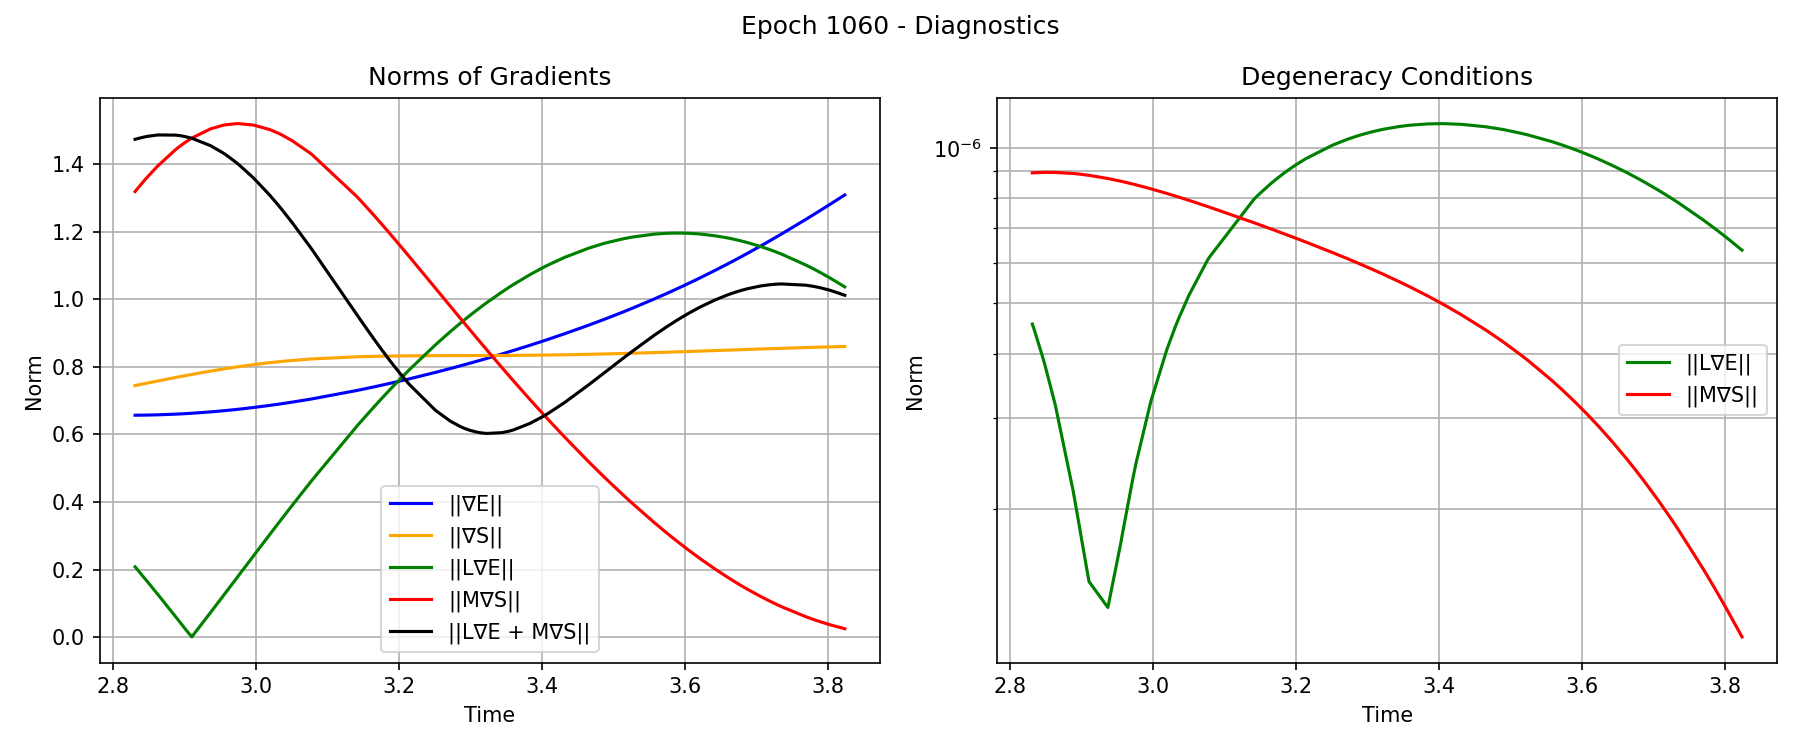 Epoch 1060 - Diagnostics
Norms of Gradients
Norm
1.4
1.2
1.0
0.8
0.6
0.4
0.2
0.0
||∇E||
||∇S||
||L∇E||
||M∇S||
||L∇E + M∇S||
2.8 3.0 3.2 3.4 3.6 3.8
Time
Degeneracy Conditions
Norm
10⁻⁶
||L∇E||
||M∇S||
2.8 3.0 3.2 3.4 3.6 3.8
Time